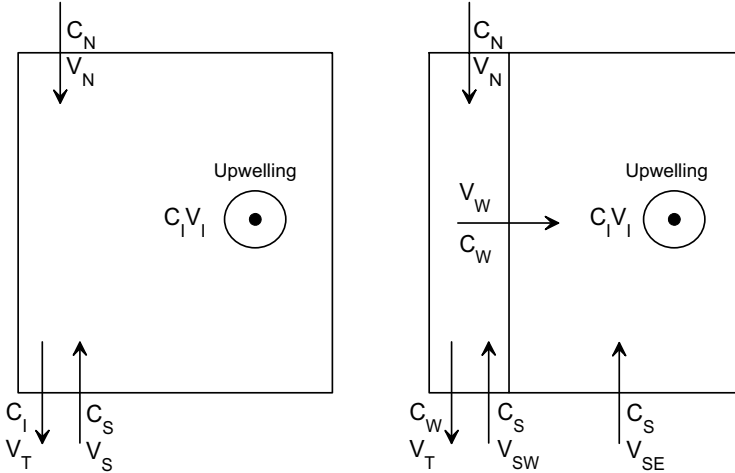 C_N
V_N
Upwelling
C_I V_I
C_I
V_T
C_S
V_S
C_N
V_N
V_W
C_W
Upwelling
C_I V_I
C_W
V_T
C_S
V_SW
C_S
V_SE